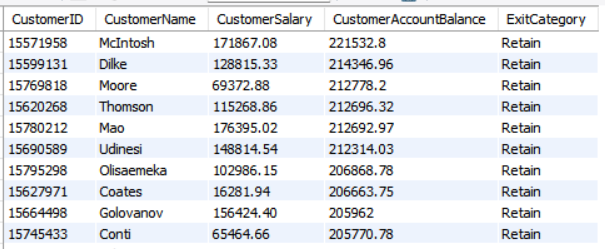 CustomerID CustomerName CustomerSalary CustomerAccountBalance ExitCategory
15571958 McIntosh 171867.08 221532.8 Retain
15599131 Dilke 128815.33 214346.96 Retain
15769818 Moore 69372.88 212778.2 Retain
15620268 Thomson 115268.86 212696.32 Retain
15780212 Mao 176395.02 212692.97 Retain
15690589 Udinesi 148814.54 212314.03 Retain
15795298 Olisaemeka 102986.15 206868.78 Retain
15627971 Coates 16281.94 206663.75 Retain
15664498 Golovanov 156424.40 205962 Retain
15745433 Conti 65464.66 205770.78 Retain